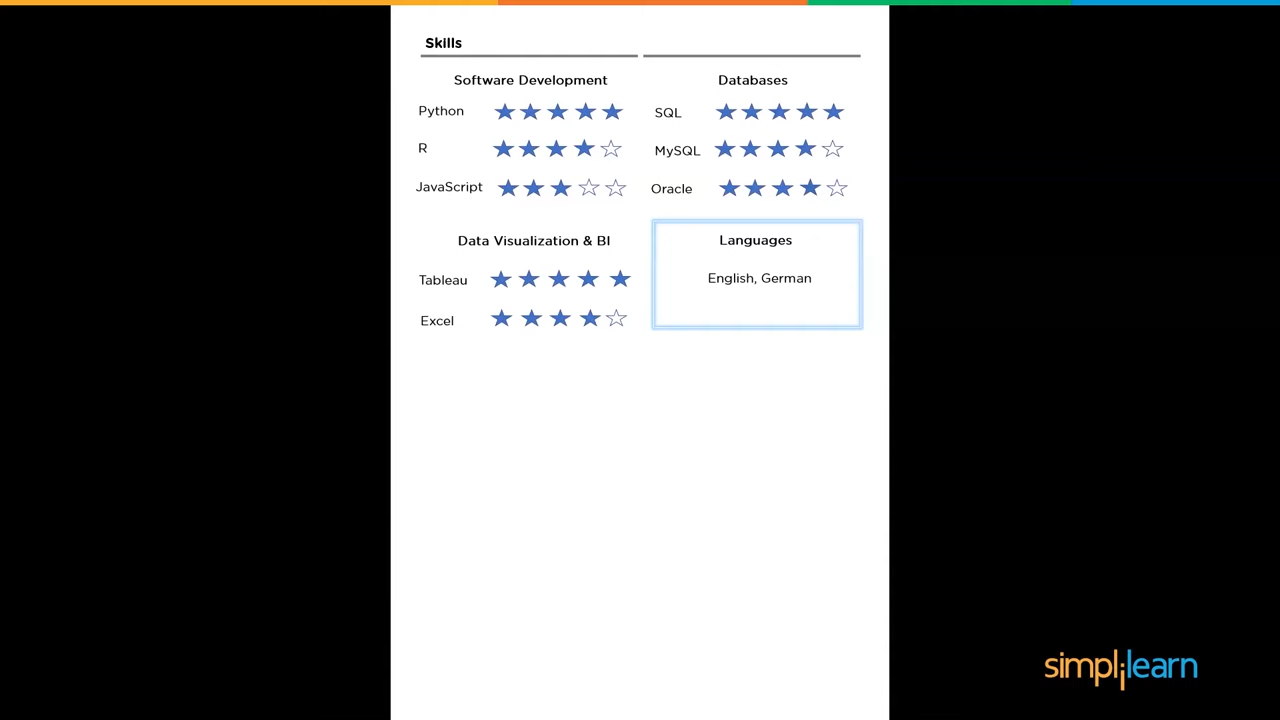 Skills
Software Development
Python
R
JavaScript
Databases
SQL
MySQL
Oracle
Data Visualization & BI
Tableau
Excel
Languages
English, German
simplilearn